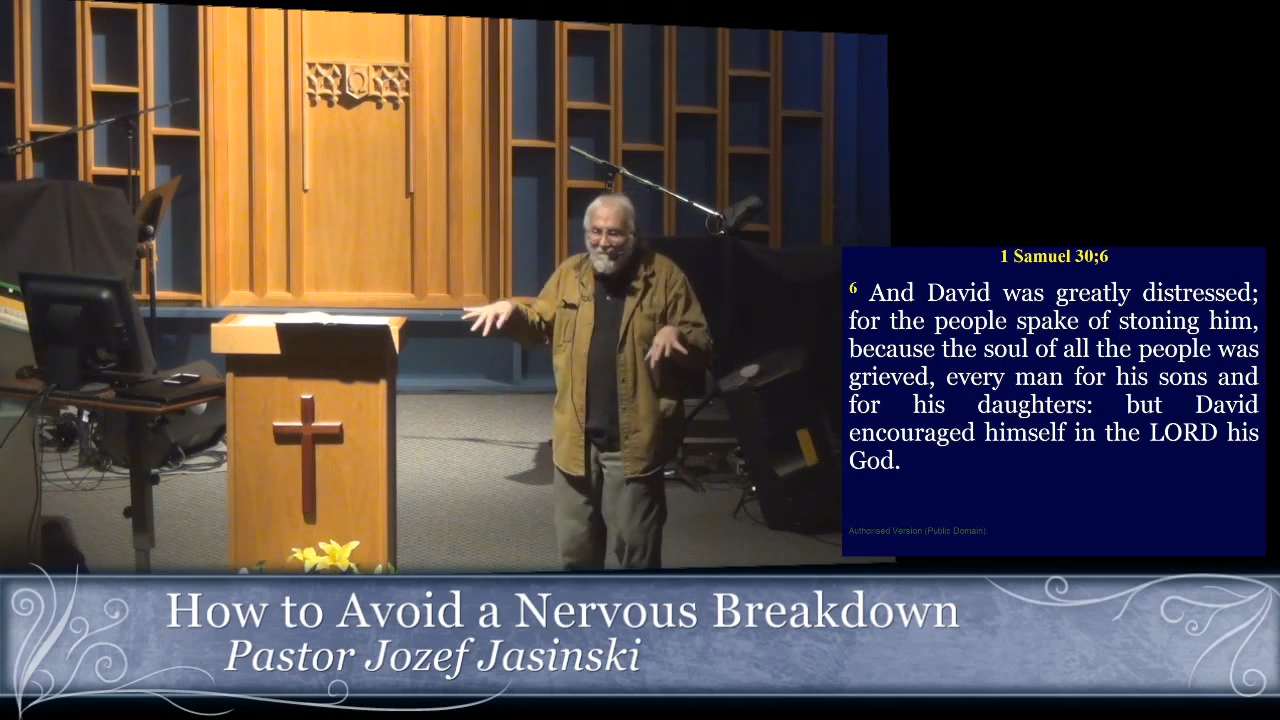 1 Samuel 30;6
6 And David was greatly distressed;
for the people spake of stoning him,
because the soul of all the people was
grieved, every man for his sons and
for his daughters: but David
encouraged himself in the LORD his
God.
Authorised Version (Public Domain)
How to Avoid a Nervous Breakdown
Pastor Jozef Jasinski